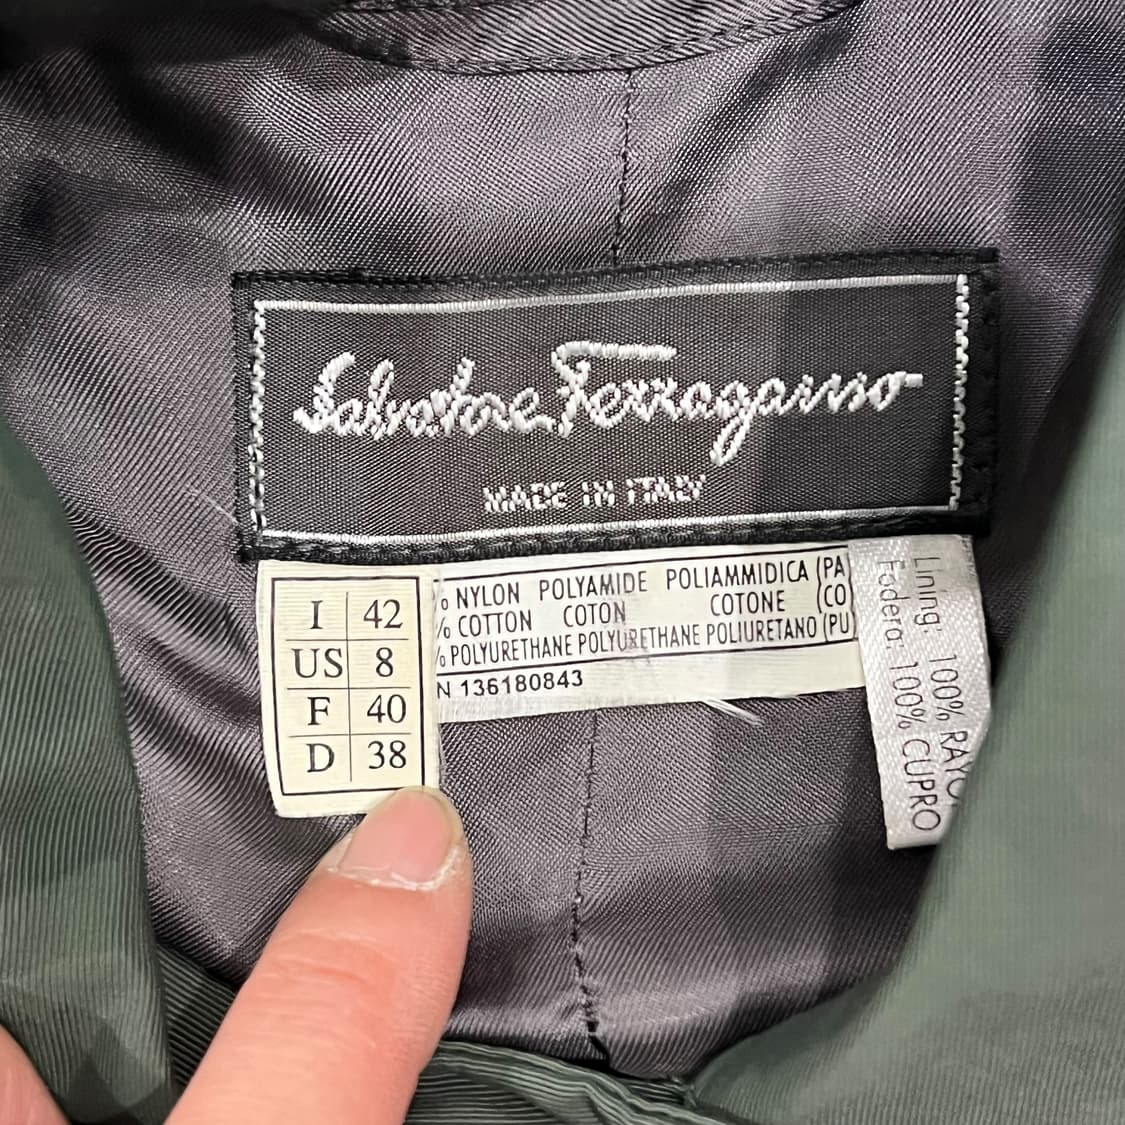 Salvatore Ferragamo
MADE IN ITALY
I 42
US 8
F 40
D 38
% NYLON POLYAMIDE POLIAMMIDICA (PA
% COTTON COTON COTONE (CO
% POLYURETHANE POLYURETHANE POLIURETANO (PU)
N 136180843
Lining: 100% RAYO
Fodera: 100% CUPRO